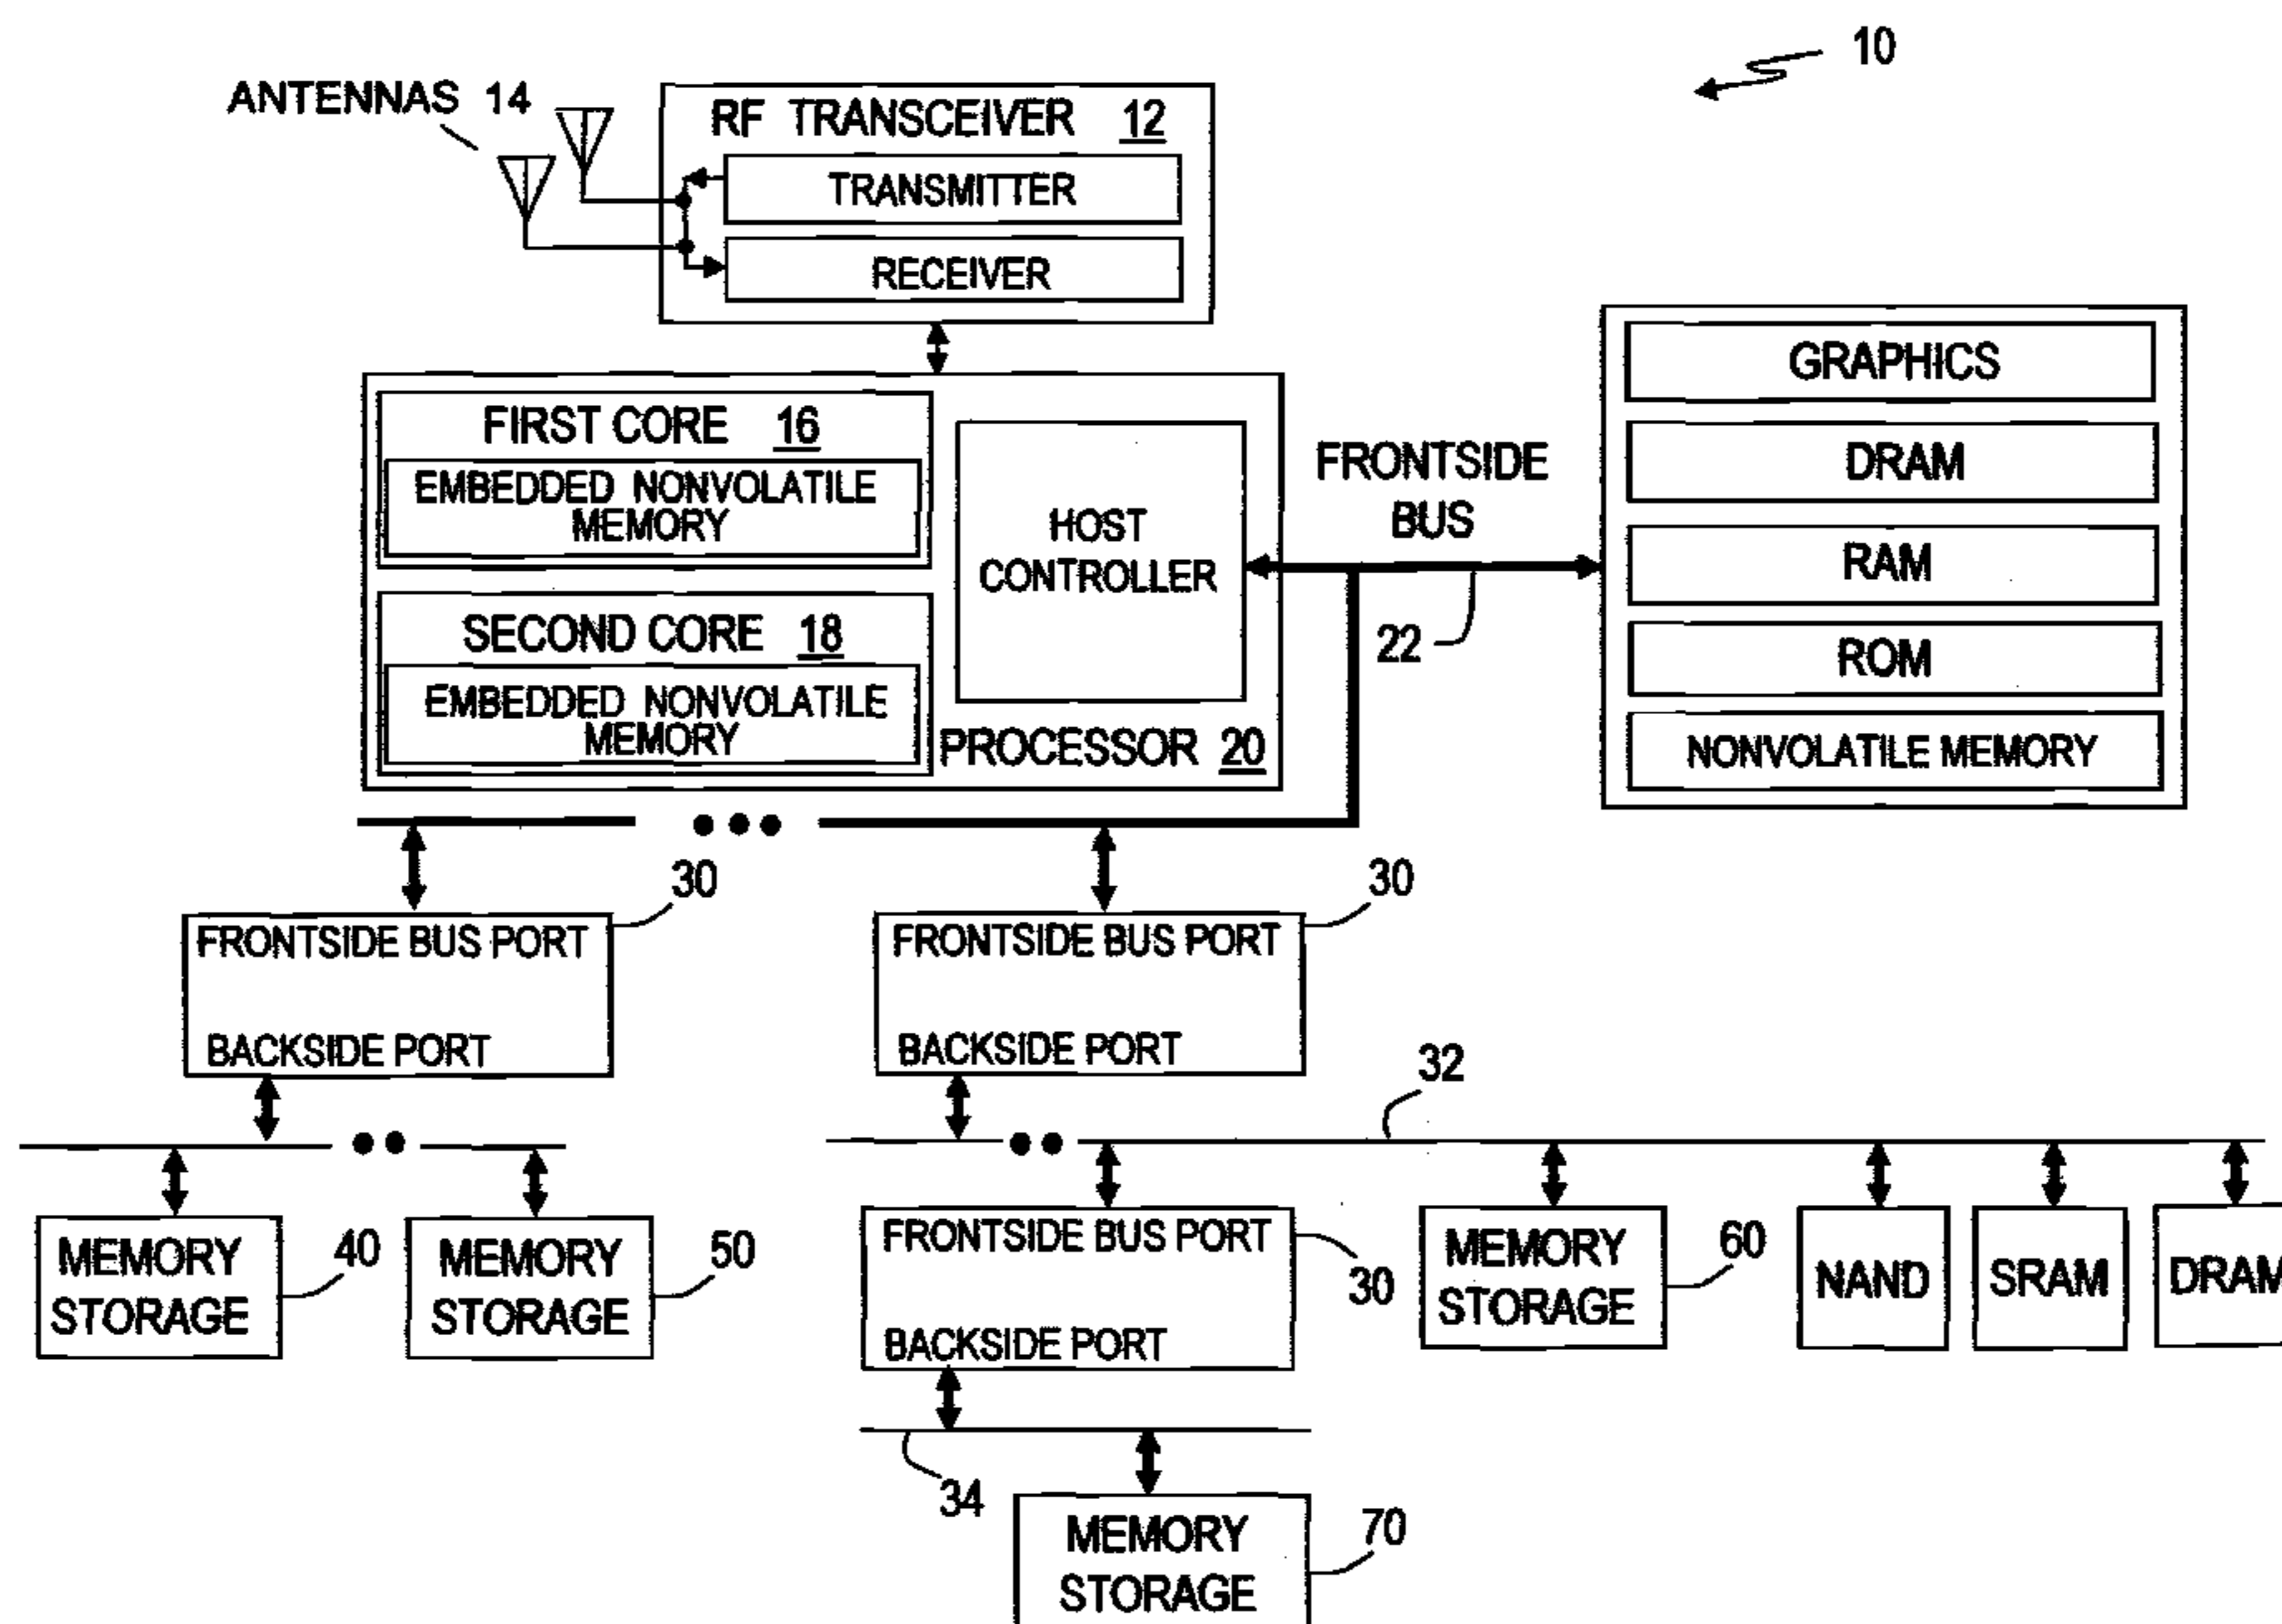 10
ANTENNAS 14
RF TRANSCEIVER 12
TRANSMITTER
RECEIVER
FIRST CORE 16
EMBEDDED NONVOLATILE
MEMORY
SECOND CORE 18
EMBEDDED NONVOLATILE
MEMORY
HOST
CONTROLLER
PROCESSOR 20
FRONTSIDE
BUS
22
GRAPHICS
DRAM
RAM
ROM
NONVOLATILE MEMORY
30
FRONTSIDE BUS PORT
BACKSIDE PORT
30
FRONTSIDE BUS PORT
BACKSIDE PORT
32
MEMORY
STORAGE
40
MEMORY
STORAGE
50
FRONTSIDE BUS PORT
BACKSIDE PORT
30
MEMORY
STORAGE
60
NAND
SRAM
DRAM
34
MEMORY
STORAGE
70